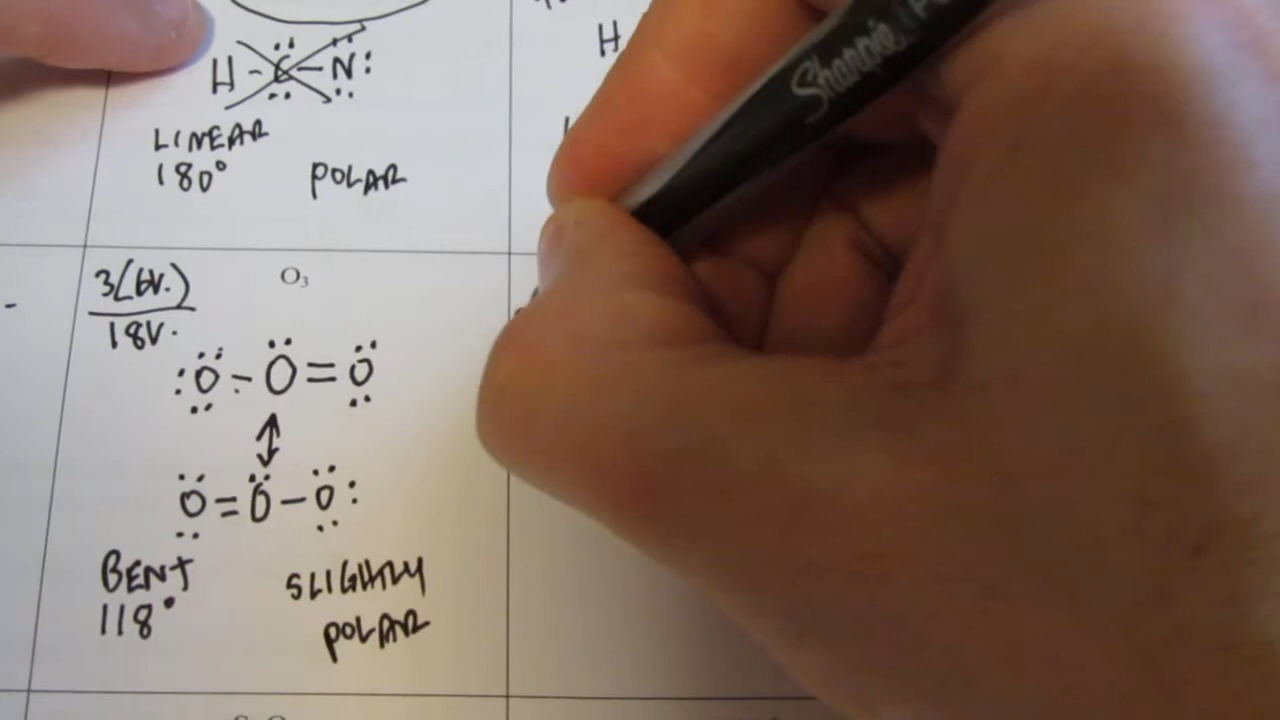 H-C-N:
LINEAR
180° POLAR
H
Sharpie
3(6V.)
18V.
O₃
:O-O=O
O=O-O:
BENT SLIGHTLY
118° POLAR